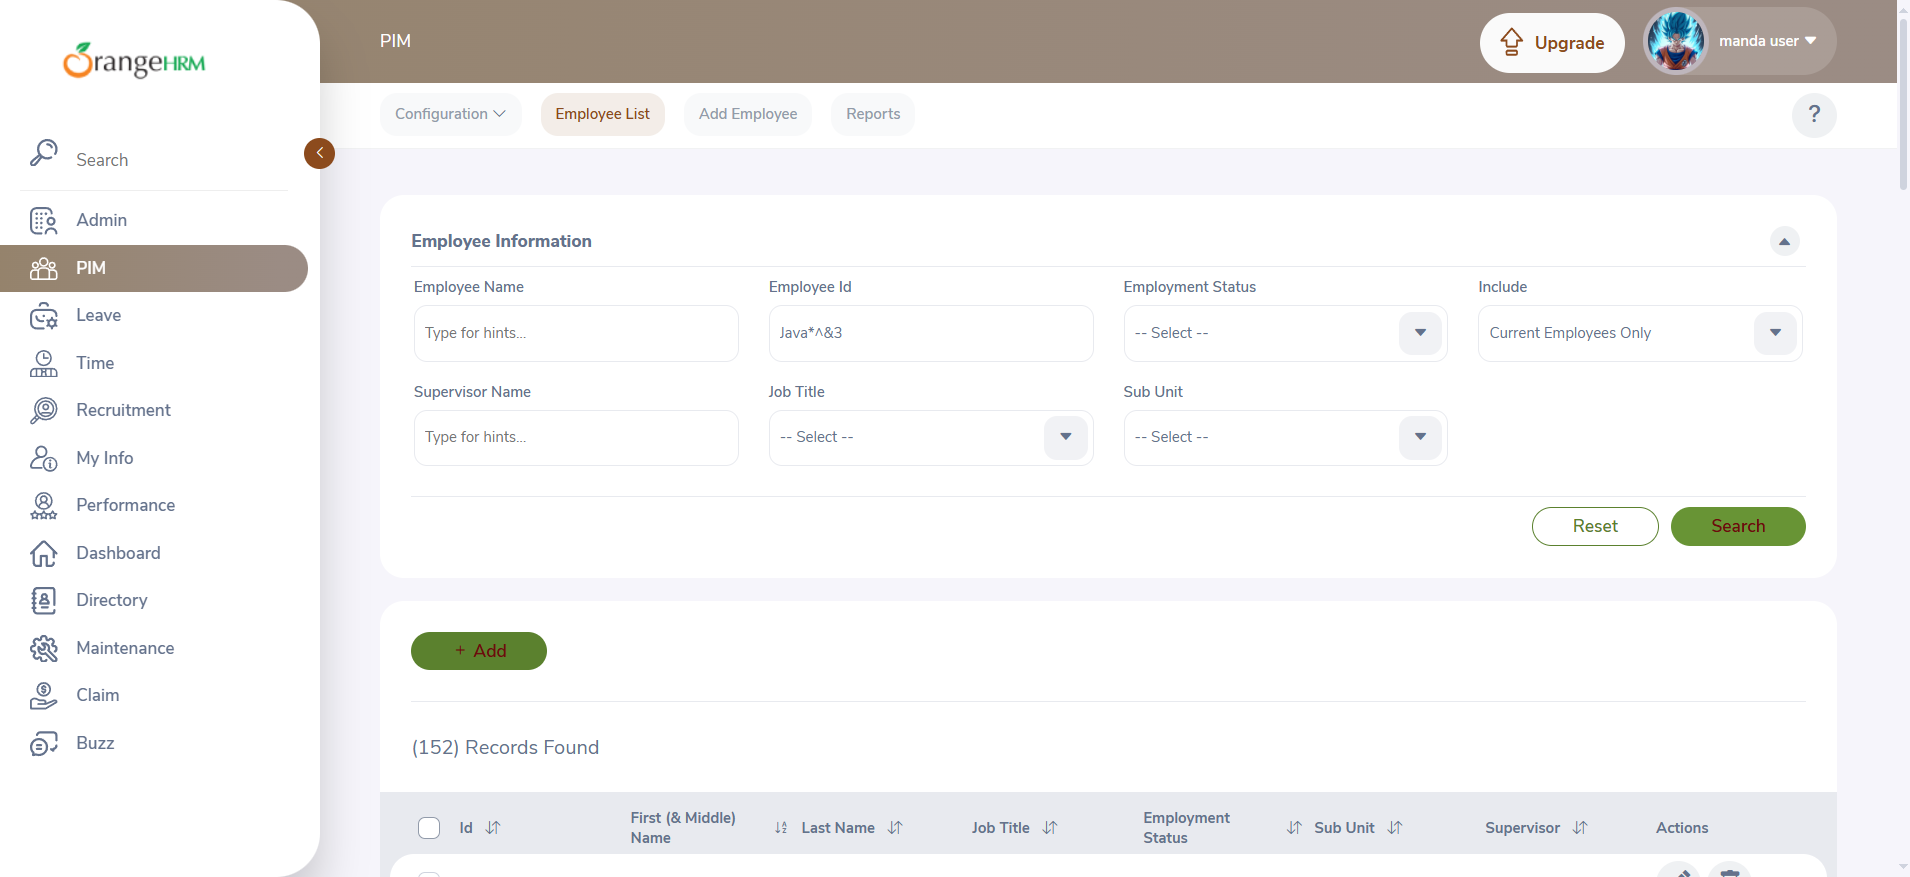 OrangeHRM
PIM
Upgrade
manda user
Configuration
Employee List
Add Employee
Reports
?
Search
Admin
PIM
Leave
Time
Recruitment
My Info
Performance
Dashboard
Directory
Maintenance
Claim
Buzz
Employee Information
Employee Name
Employee Id
Employment Status
Include
Type for hints...
Java*^&3
-- Select --
Current Employees Only
Supervisor Name
Job Title
Sub Unit
Type for hints...
-- Select --
-- Select --
Reset
Search
+ Add
(152) Records Found
Id
First (& Middle)
Name
Last Name
Job Title
Employment
Status
Sub Unit
Supervisor
Actions